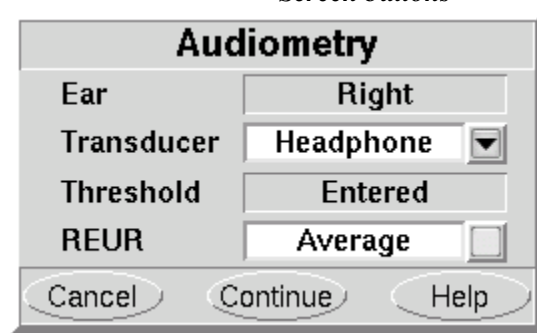 Audiometry
Ear Right
Transducer Headphone
Threshold Entered
REUR Average
Cancel Continue Help